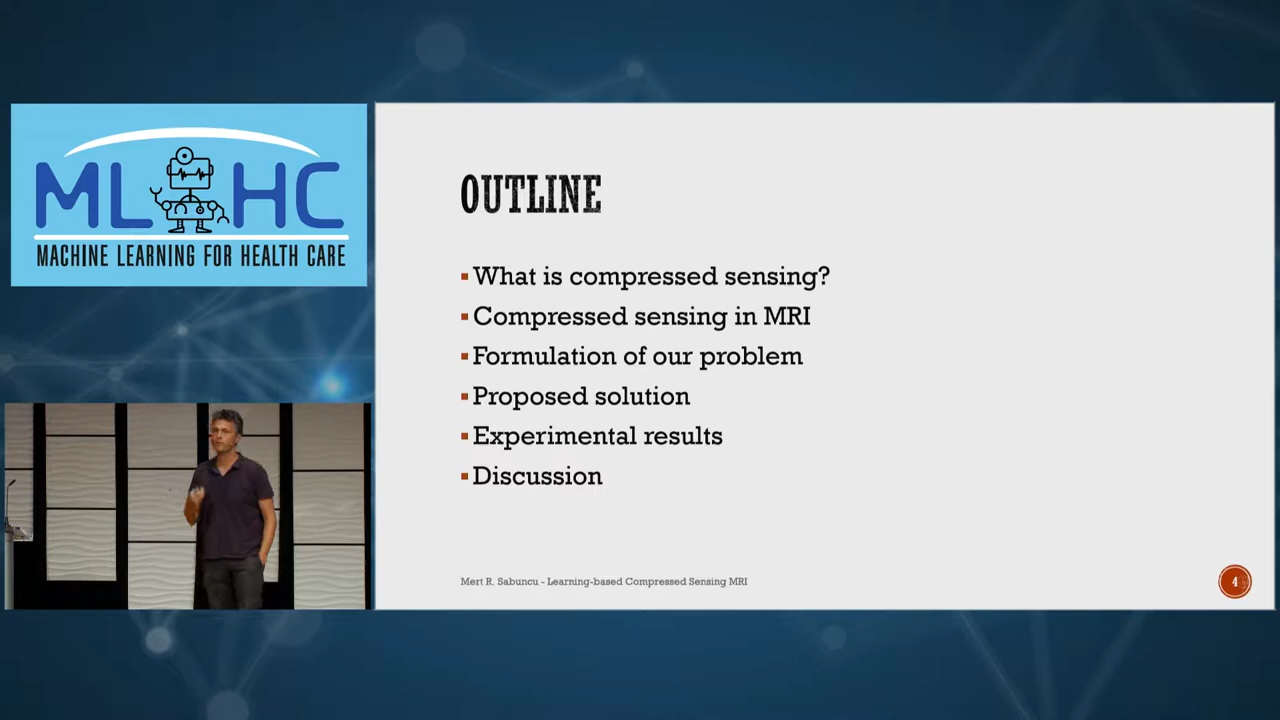 ML HC
MACHINE LEARNING FOR HEALTH CARE
OUTLINE
What is compressed sensing?
Compressed sensing in MRI
Formulation of our problem
Proposed solution
Experimental results
Discussion
Mert R. Sabuncu - Learning-based Compressed Sensing MRI
4